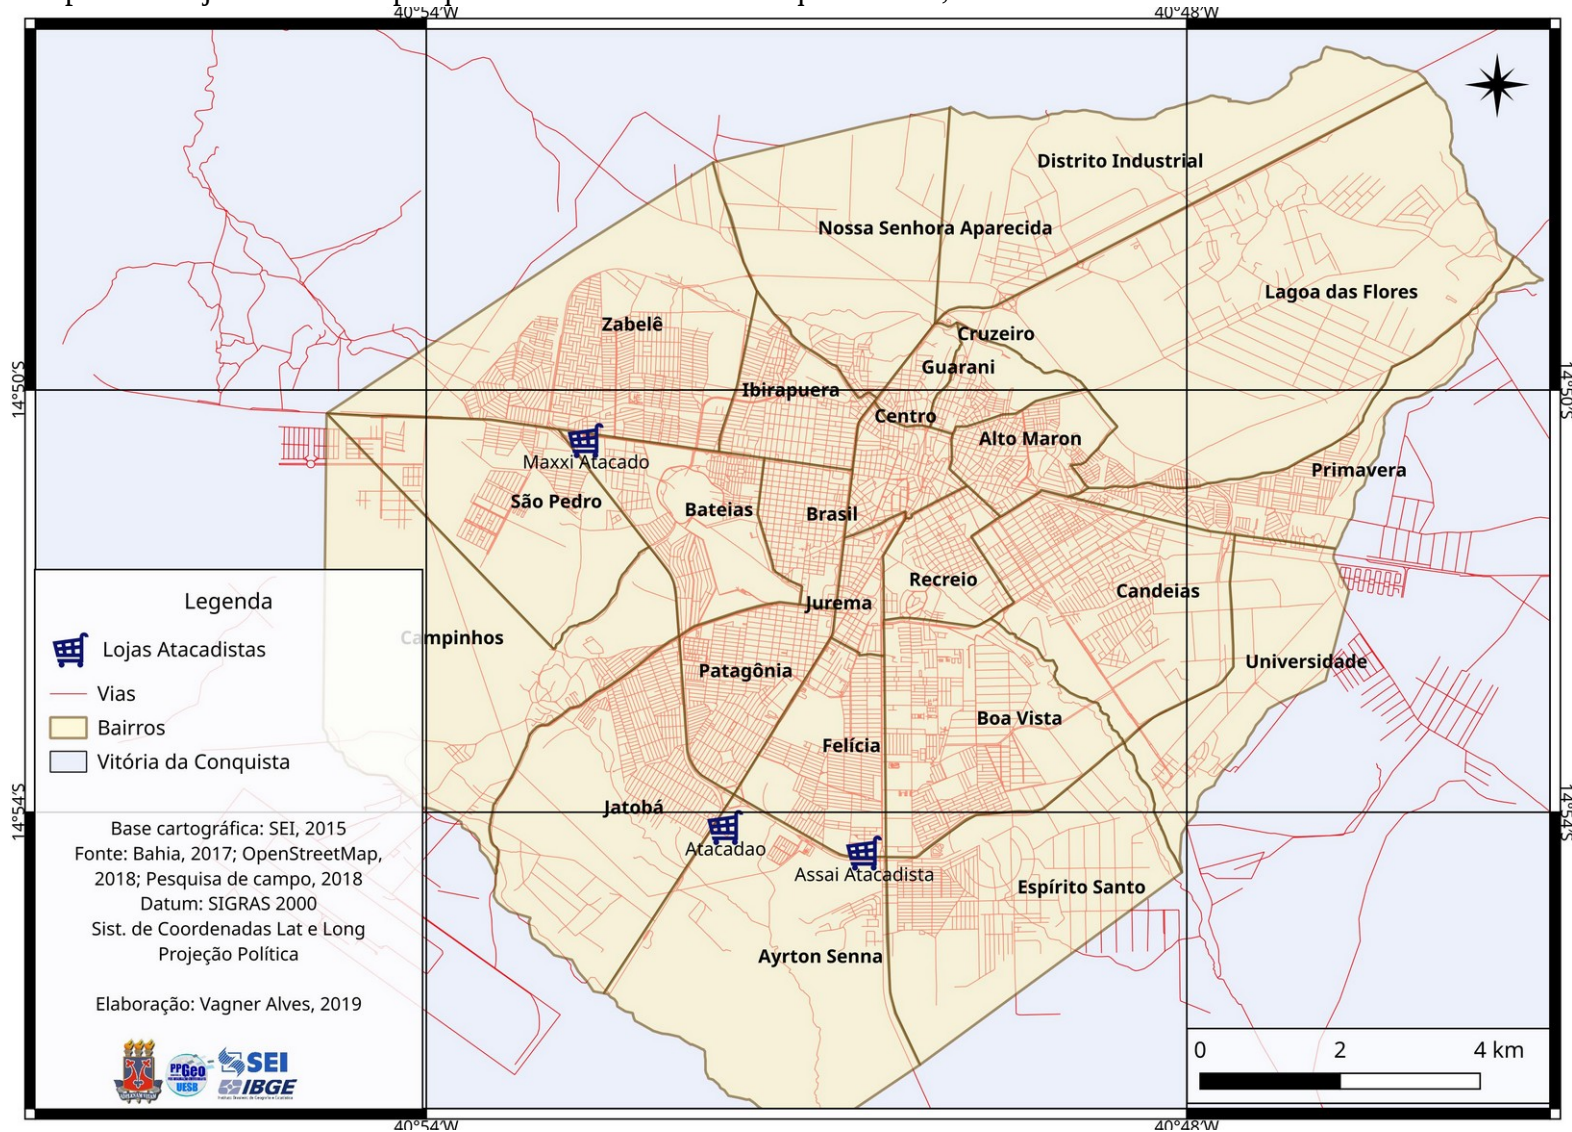 40°54'W
40°48'W
Distrito Industrial
Nossa Senhora Aparecida
Lagoa das Flores
Zabelê
Cruzeiro
Guarani
14°50'S
14°50'S
Ibirapuera
Centro
Alto Maron
Maxxi Atacado
Primavera
São Pedro
Bateias
Brasil
Recreio
Candeias
Jurema
Campinhos
Universidade
Patagônia
Boa Vista
Felícia
Jatobá
14°54'S
14°54'S
Atacadao
Assai Atacadista
Espírito Santo
Ayrton Senna
Legenda
Lojas Atacadistas
Vias
Bairros
Vitória da Conquista
Base cartográfica: SEI, 2015
Fonte: Bahia, 2017; OpenStreetMap,
2018; Pesquisa de campo, 2018
Datum: SIGRAS 2000
Sist. de Coordenadas Lat e Long
Projeção Política
Elaboração: Vagner Alves, 2019
PPGeo
UESB
SEI
IBGE
0 2 4 km
40°54'W
40°48'W